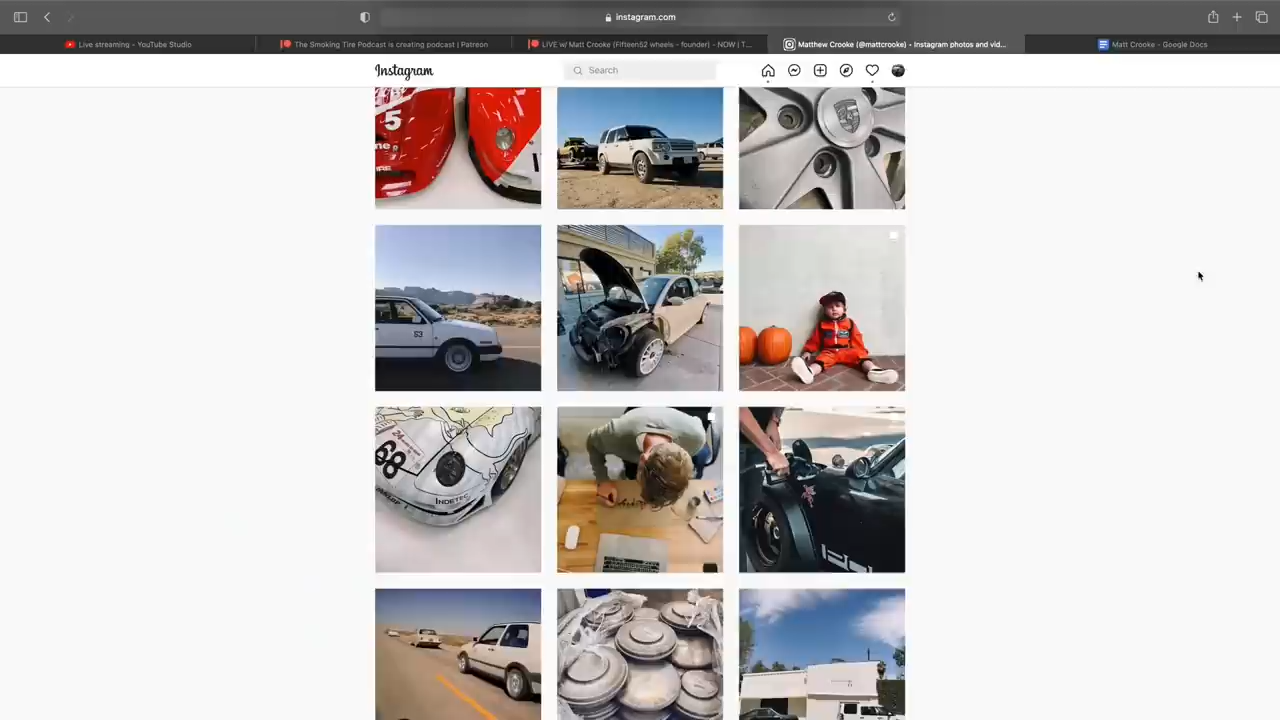 instagram.com
Live streaming - YouTube Studio
The Smoking Tire Podcast is creating podcast | Patreon
LIVE w/ Matt Crooke (Fifteen52 wheels - founder) - NOW | T...
Matthew Crooke (@mattcrooke) • Instagram photos and vid...
Matt Crooke - Google Docs
Instagram
Search
5
53
68
INDETEC